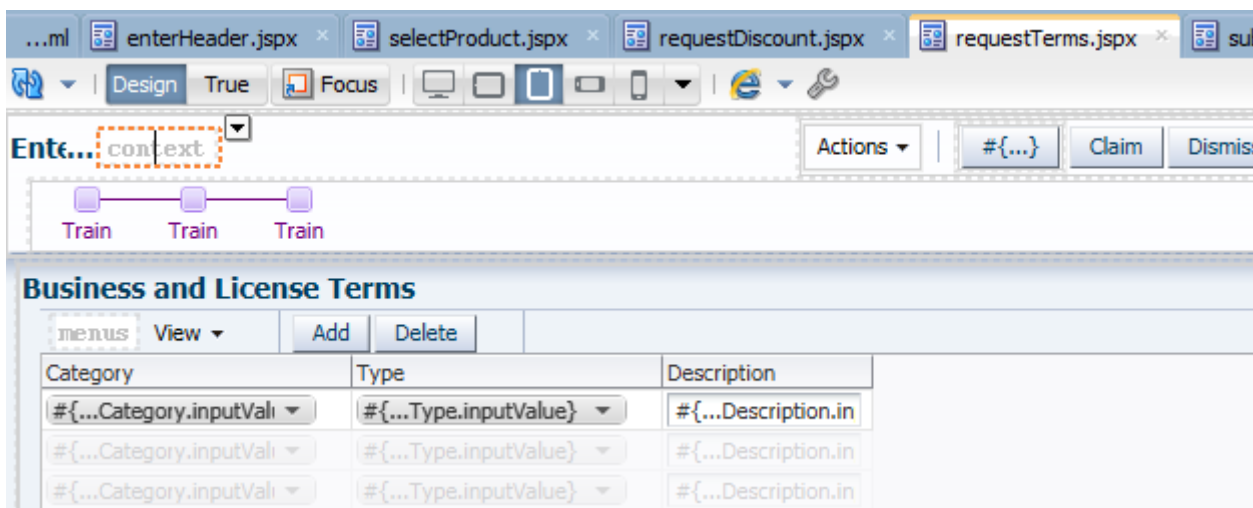 ...ml enterHeader.jspx × selectProduct.jspx × requestDiscount.jspx × requestTerms.jspx × su
Design True Focus
Ente... context Actions #{...} Claim Dismiss
Train Train Train
Business and License Terms
menus View Add Delete
Category Type Description
#{...Category.inputVal #{...Type.inputValue} #{...Description.in
#{...Category.inputVal #{...Type.inputValue} #{...Description.in
#{...Category.inputVal #{...Type.inputValue} #{...Description.in